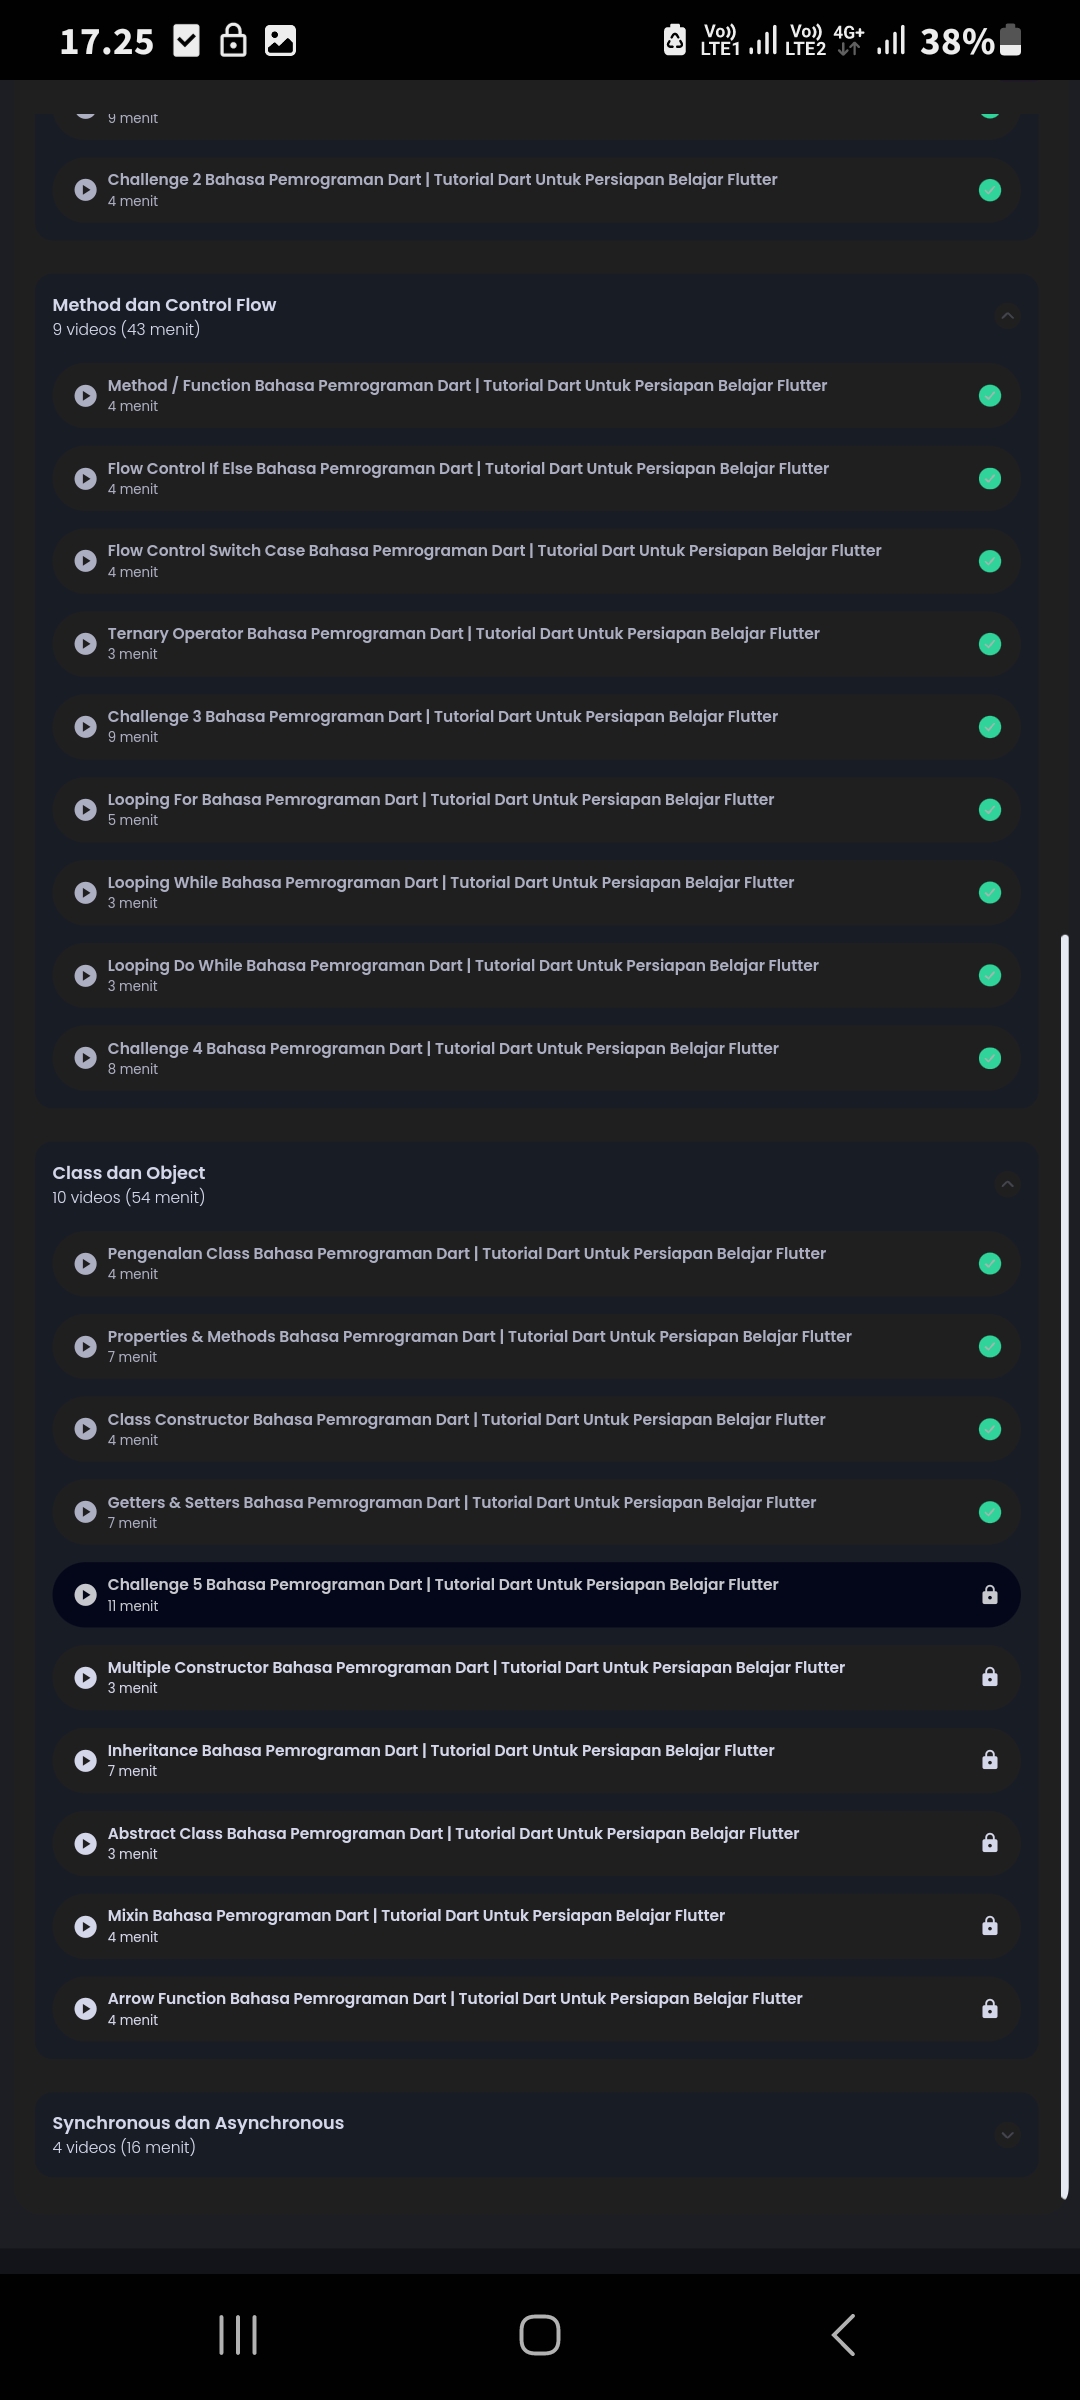 17.25
Vo))
LTE1
Vo))
LTE2
4G+
38%
9 menit
Challenge 2 Bahasa Pemrograman Dart | Tutorial Dart Untuk Persiapan Belajar Flutter
4 menit
Method dan Control Flow
9 videos (43 menit)
Method / Function Bahasa Pemrograman Dart | Tutorial Dart Untuk Persiapan Belajar Flutter
4 menit
Flow Control If Else Bahasa Pemrograman Dart | Tutorial Dart Untuk Persiapan Belajar Flutter
4 menit
Flow Control Switch Case Bahasa Pemrograman Dart | Tutorial Dart Untuk Persiapan Belajar Flutter
4 menit
Ternary Operator Bahasa Pemrograman Dart | Tutorial Dart Untuk Persiapan Belajar Flutter
3 menit
Challenge 3 Bahasa Pemrograman Dart | Tutorial Dart Untuk Persiapan Belajar Flutter
9 menit
Looping For Bahasa Pemrograman Dart | Tutorial Dart Untuk Persiapan Belajar Flutter
5 menit
Looping While Bahasa Pemrograman Dart | Tutorial Dart Untuk Persiapan Belajar Flutter
3 menit
Looping Do While Bahasa Pemrograman Dart | Tutorial Dart Untuk Persiapan Belajar Flutter
3 menit
Challenge 4 Bahasa Pemrograman Dart | Tutorial Dart Untuk Persiapan Belajar Flutter
8 menit
Class dan Object
10 videos (54 menit)
Pengenalan Class Bahasa Pemrograman Dart | Tutorial Dart Untuk Persiapan Belajar Flutter
4 menit
Properties & Methods Bahasa Pemrograman Dart | Tutorial Dart Untuk Persiapan Belajar Flutter
7 menit
Class Constructor Bahasa Pemrograman Dart | Tutorial Dart Untuk Persiapan Belajar Flutter
4 menit
Getters & Setters Bahasa Pemrograman Dart | Tutorial Dart Untuk Persiapan Belajar Flutter
7 menit
Challenge 5 Bahasa Pemrograman Dart | Tutorial Dart Untuk Persiapan Belajar Flutter
11 menit
Multiple Constructor Bahasa Pemrograman Dart | Tutorial Dart Untuk Persiapan Belajar Flutter
3 menit
Inheritance Bahasa Pemrograman Dart | Tutorial Dart Untuk Persiapan Belajar Flutter
7 menit
Abstract Class Bahasa Pemrograman Dart | Tutorial Dart Untuk Persiapan Belajar Flutter
3 menit
Mixin Bahasa Pemrograman Dart | Tutorial Dart Untuk Persiapan Belajar Flutter
4 menit
Arrow Function Bahasa Pemrograman Dart | Tutorial Dart Untuk Persiapan Belajar Flutter
4 menit
Synchronous dan Asynchronous
4 videos (16 menit)